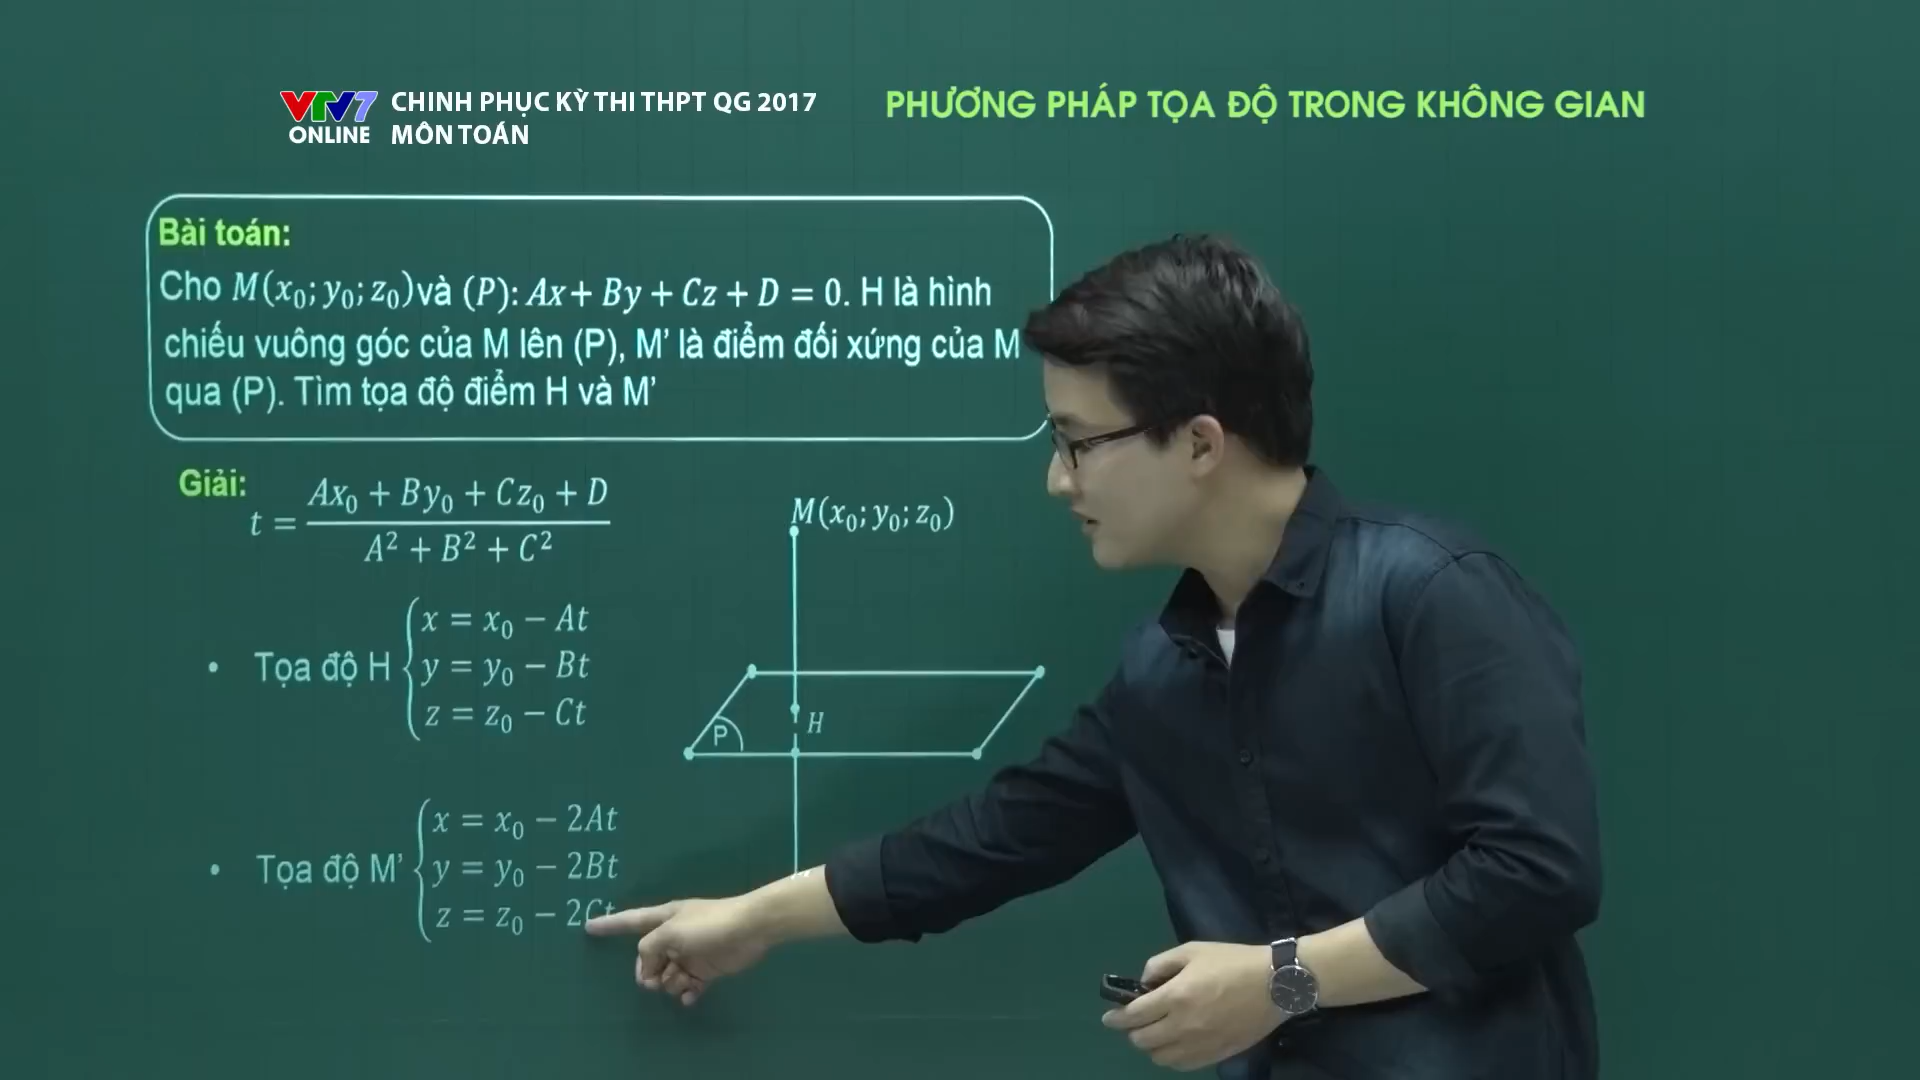 VTV7
ONLINE
CHINH PHỤC KỲ THI THPT QG 2017
MÔN TOÁN
PHƯƠNG PHÁP TỌA ĐỘ TRONG KHÔNG GIAN
Bài toán:
Cho M(x₀; y₀; z₀) và (P): Ax + By + Cz + D = 0. H là hình
chiếu vuông góc của M lên (P), M’ là điểm đối xứng của M
qua (P). Tìm tọa độ điểm H và M’
Giải:
t = (Ax₀ + By₀ + Cz₀ + D) / (A² + B² + C²)
• Tọa độ H
x = x₀ − At
y = y₀ − Bt
z = z₀ − Ct
• Tọa độ M’
x = x₀ − 2At
y = y₀ − 2Bt
z = z₀ − 2Ct
M(x₀; y₀; z₀)
H
P